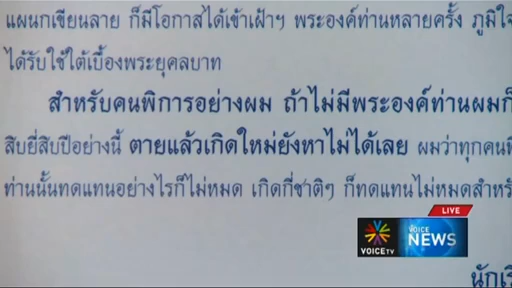 แผนกเขียนลาย ก็มีโอกาสได้เข้าเฝ้าฯ พระองค์ท่านหลายครั้ง ภูมิใจ
ได้รับใช้ใต้เบื้องพระยุคลบาท
สำหรับคนพิการอย่างผม ถ้าไม่มีพระองค์ท่านผมก็
สิบยี่สิบปีอย่างนี้ ตายแล้วเกิดใหม่ยังหาไม่ได้เลย ผมว่าทุกคนที่
ท่านนั้นทดแทนอย่างไรก็ไม่หมด เกิดกี่ชาติๆ ก็ทดแทนไม่หมดสำหรั
LIVE
VOICE TV
VOICE NEWS
นักเรี